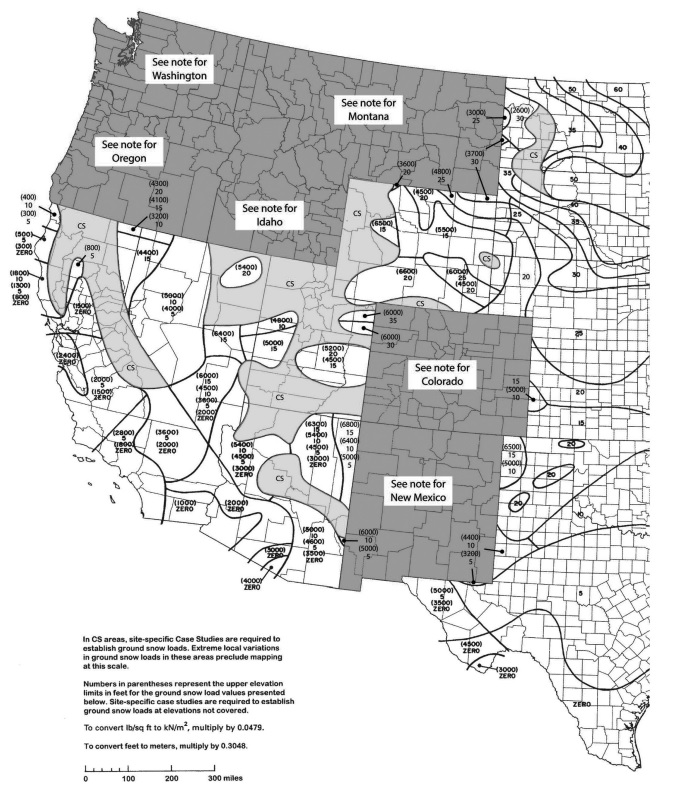 See note for
Washington
See note for
Montana
See note for
Oregon
See note for
Idaho
See note for
Colorado
See note for
New Mexico
50
60
35
40
(3000)
25
(2600)
30
CS
(3700)
30
35
50
40
35
(3600)
20
(4800)
25
(4500)
20
25
(4300)
20
(4100)
15
(3200)
10
(400)
10
(300)
5
(500)
5
(300)
ZERO
CS
(800)
5
(1800)
10
(1300)
5
(800)
ZERO
(1500)
ZERO
(4400)
15
(5000)
10
(4000)
5
(5400)
20
CS
CS
(6500)
15
(5500)
15
CS
(6600)
20
(6000)
25
(4500)
20
20
30
CS
(6000)
35
(6000)
30
(6400)
15
(4800)
10
(5000)
15
(5200)
20
(4500)
15
25
(2400)
ZERO
CS
(2000)
5
(1500)
ZERO
(6000)
15
(4500)
10
(3600)
5
(2000)
ZERO
CS
15
(5000)
10
20
15
(2800)
5
(1800)
ZERO
(3600)
5
(2000)
ZERO
(5400)
10
(4500)
5
(3000)
ZERO
(6300)
15
(5400)
10
(4500)
5
(3000)
ZERO
(6800)
15
(6400)
10
(5000)
5
(6500)
15
(5000)
10
20
20
20
10
CS
(1000)
ZERO
(2000)
ZERO
(3000)
ZERO
(4000)
ZERO
(5000)
10
(4600)
5
(3500)
ZERO
(6000)
10
(5000)
5
(4400)
10
(3200)
5
(5000)
5
(3500)
ZERO
(4500)
ZERO
(3000)
ZERO
5
ZERO
In CS areas, site-specific Case Studies are required to
establish ground snow loads. Extreme local variations
in ground snow loads in these areas preclude mapping
at this scale.
Numbers in parentheses represent the upper elevation
limits in feet for the ground snow load values presented
below. Site-specific case studies are required to establish
ground snow loads at elevations not covered.
To convert lb/sq ft to kN/m², multiply by 0.0479.
To convert feet to meters, multiply by 0.3048.
0 100 200 300 miles